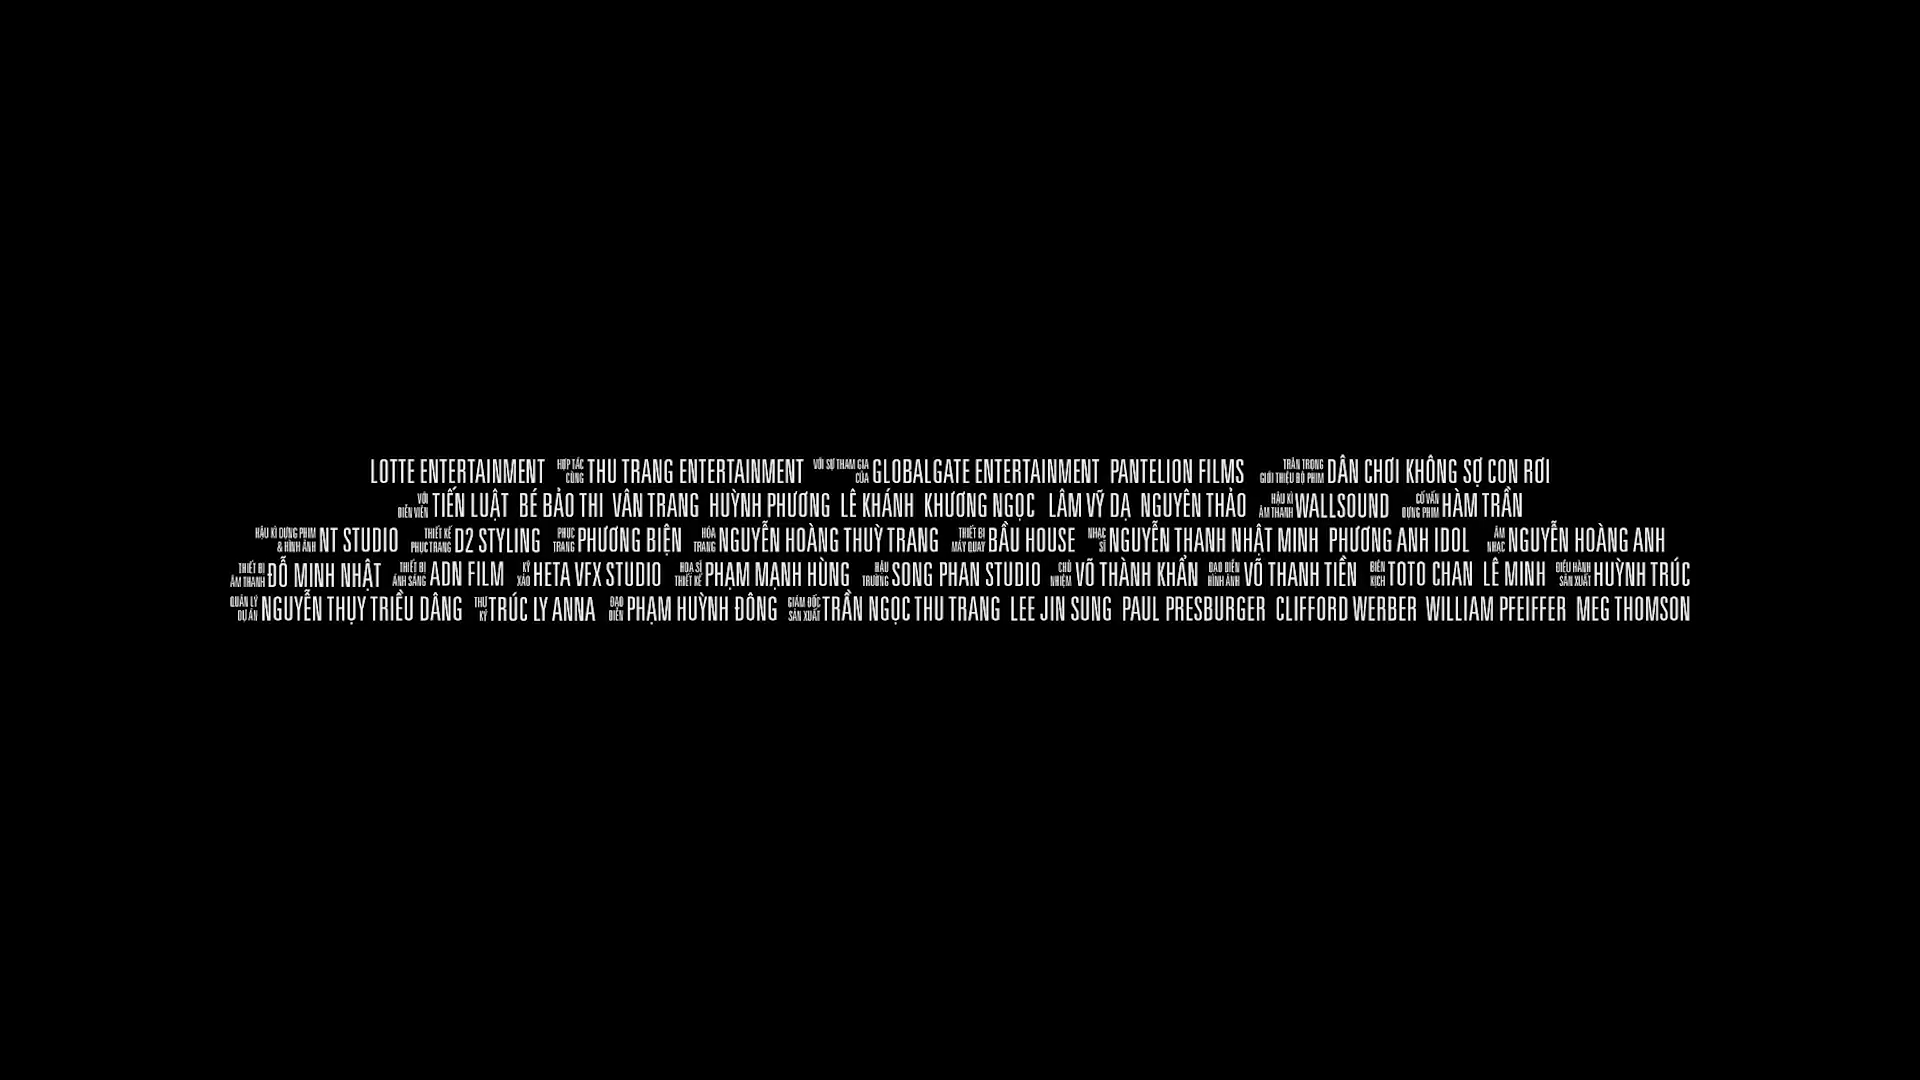 LOTTE ENTERTAINMENT HỢP TÁC CÙNG THU TRANG ENTERTAINMENT VỚI SỰ THAM GIA CỦA GLOBALGATE ENTERTAINMENT PANTELION FILMS TRÂN TRỌNG GIỚI THIỆU BỘ PHIM DÂN CHƠI KHÔNG SỢ CON RƠI
VỚI DIỄN VIÊN TIẾN LUẬT BÉ BẢO THI VÂN TRANG HUỲNH PHƯƠNG LÊ KHÁNH KHƯƠNG NGỌC LÂM VỸ DẠ NGUYÊN THẢO HẬU KÌ ÂM THANH WALLSOUND CỐ VẤN DỰNG PHIM HÀM TRẦN
HẬU KÌ DỰNG PHIM & HÌNH ẢNH NT STUDIO THIẾT KẾ PHỤC TRANG D2 STYLING PHỤC TRANG PHƯƠNG BIỆN HÓA TRANG NGUYỄN HOÀNG THUỲ TRANG THIẾT BỊ MÁY QUAY BẦU HOUSE NHẠC SĨ NGUYỄN THANH NHẬT MINH PHƯƠNG ANH IDOL ÂM NHẠC NGUYỄN HOÀNG ANH
THIẾT BỊ ÂM THANH ĐỖ MINH NHẬT THIẾT BỊ ÁNH SÁNG ADN FILM KỸ XẢO HETA VFX STUDIO HỌA SĨ THIẾT KẾ PHẠM MẠNH HÙNG HẬU TRƯỜNG SONG PHAN STUDIO CHỦ NHIỆM VÕ THÀNH KHẨN ĐẠO DIỄN HÌNH ẢNH VÕ THANH TIỀN BIÊN KỊCH TOTO CHAN LÊ MINH ĐIỀU HÀNH SẢN XUẤT HUỲNH TRÚC
QUẢN LÝ DỰ ÁN NGUYỄN THỤY TRIỀU DÂNG THƯ KÝ TRÚC LY ANNA ĐẠO DIỄN PHẠM HUỲNH ĐÔNG GIÁM ĐỐC SẢN XUẤT TRẦN NGỌC THU TRANG LEE JIN SUNG PAUL PRESBURGER CLIFFORD WERBER WILLIAM PFEIFFER MEG THOMSON